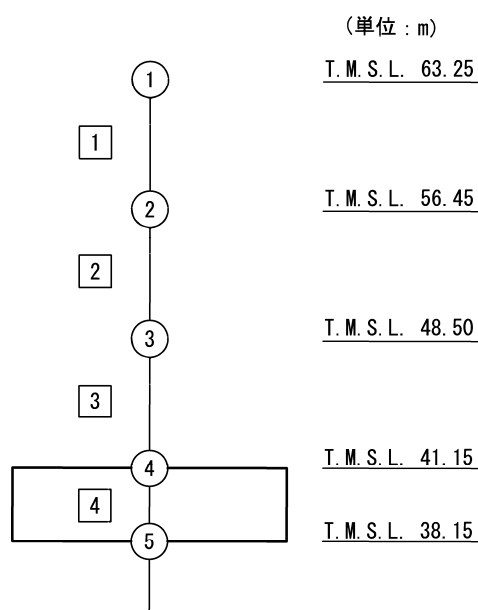 (単位:m)
① T.M.S.L. 63.25
1
② T.M.S.L. 56.45
2
③ T.M.S.L. 48.50
3
④ T.M.S.L. 41.15
4
⑤ T.M.S.L. 38.15